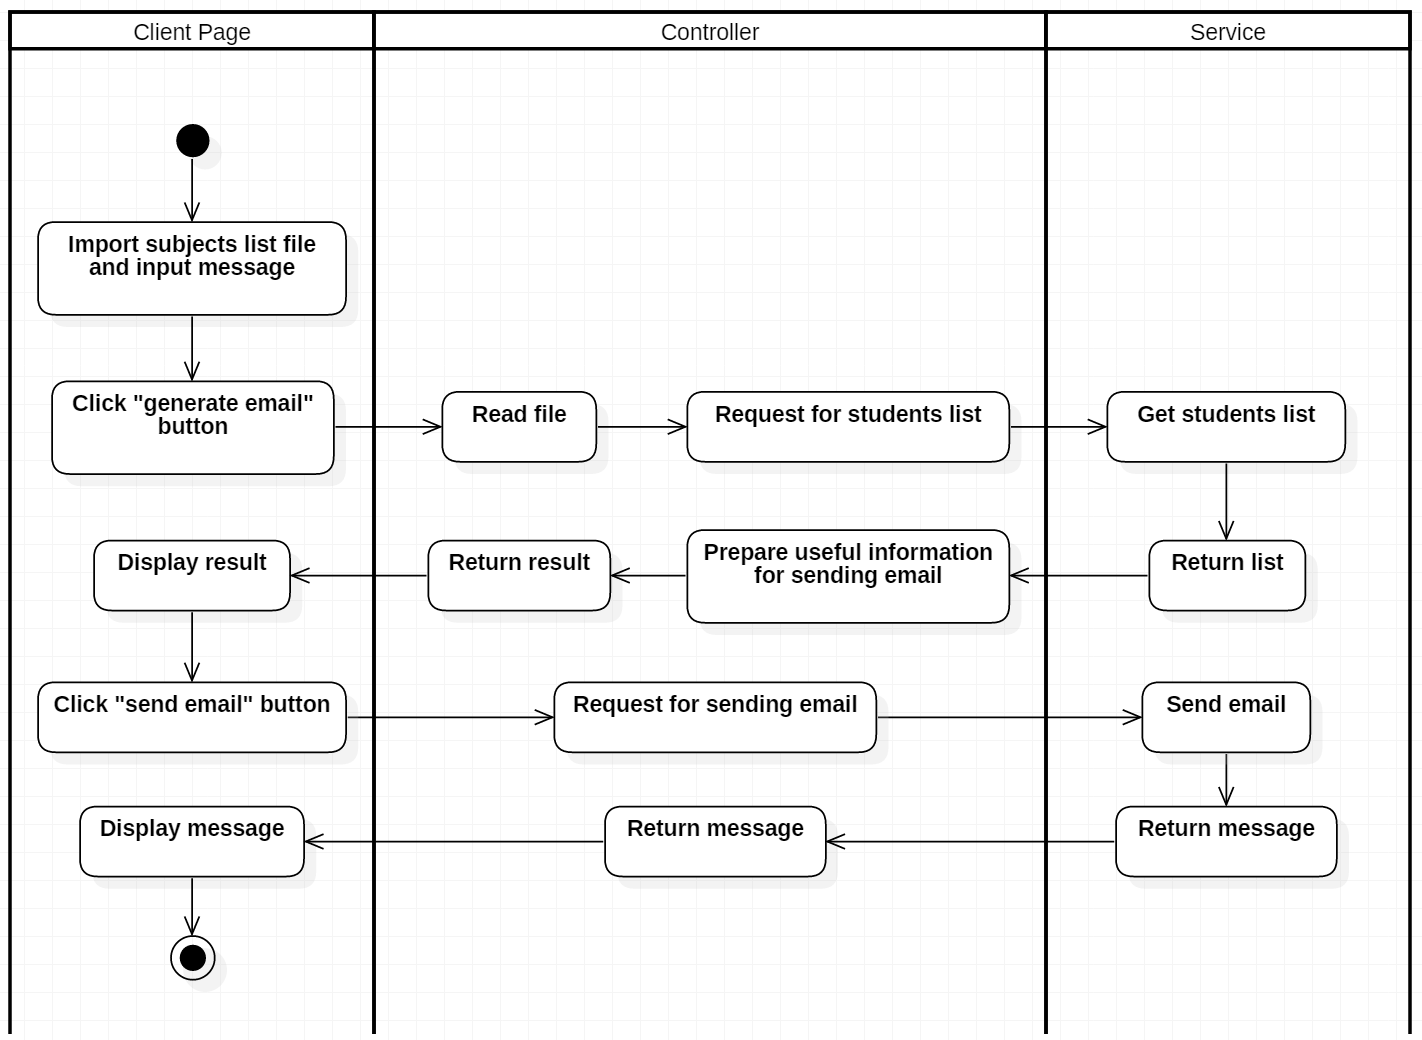 Client Page
Controller
Service
Import subjects list file
and input message
Click "generate email"
button
Read file
Request for students list
Get students list
Display result
Return result
Prepare useful information
for sending email
Return list
Click "send email" button
Request for sending email
Send email
Display message
Return message
Return message